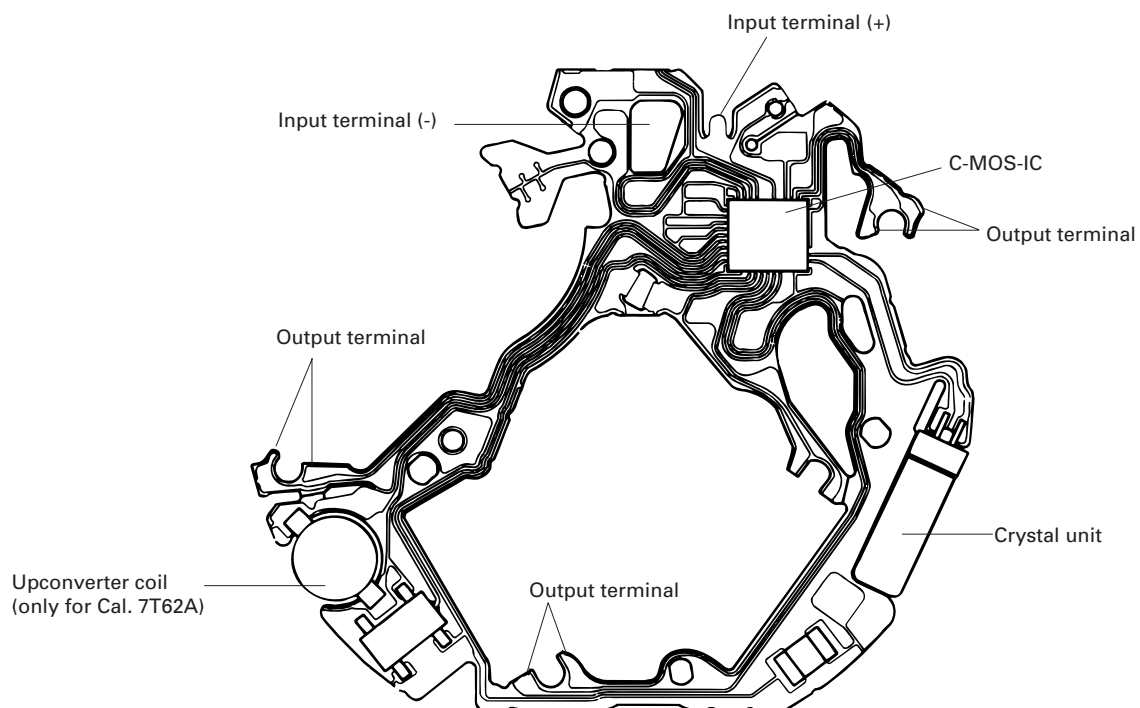 Input terminal (+)
Input terminal (-)
C-MOS-IC
Output terminal
Output terminal
Crystal unit
Upconverter coil
(only for Cal. 7T62A)
Output terminal